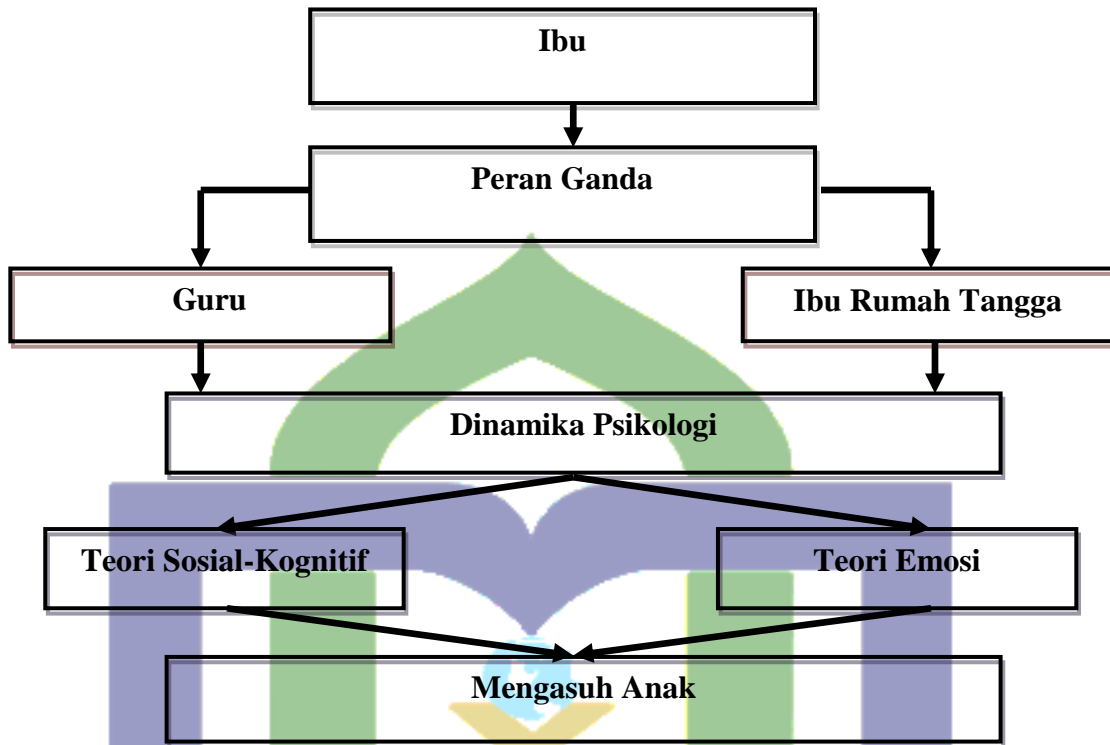 Ibu
Peran Ganda
Guru
Ibu Rumah Tangga
Dinamika Psikologi
Teori Sosial-Kognitif
Teori Emosi
Mengasuh Anak